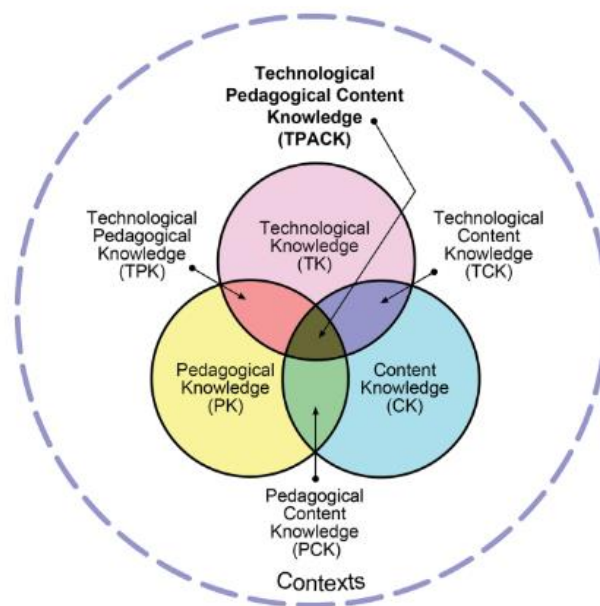 Technological
Pedagogical Content
Knowledge
(TPACK)
Technological
Pedagogical
Knowledge
(TPK)
Technological
Knowledge
(TK)
Technological
Content
Knowledge
(TCK)
Pedagogical
Knowledge
(PK)
Content
Knowledge
(CK)
Pedagogical
Content
Knowledge
(PCK)
Contexts